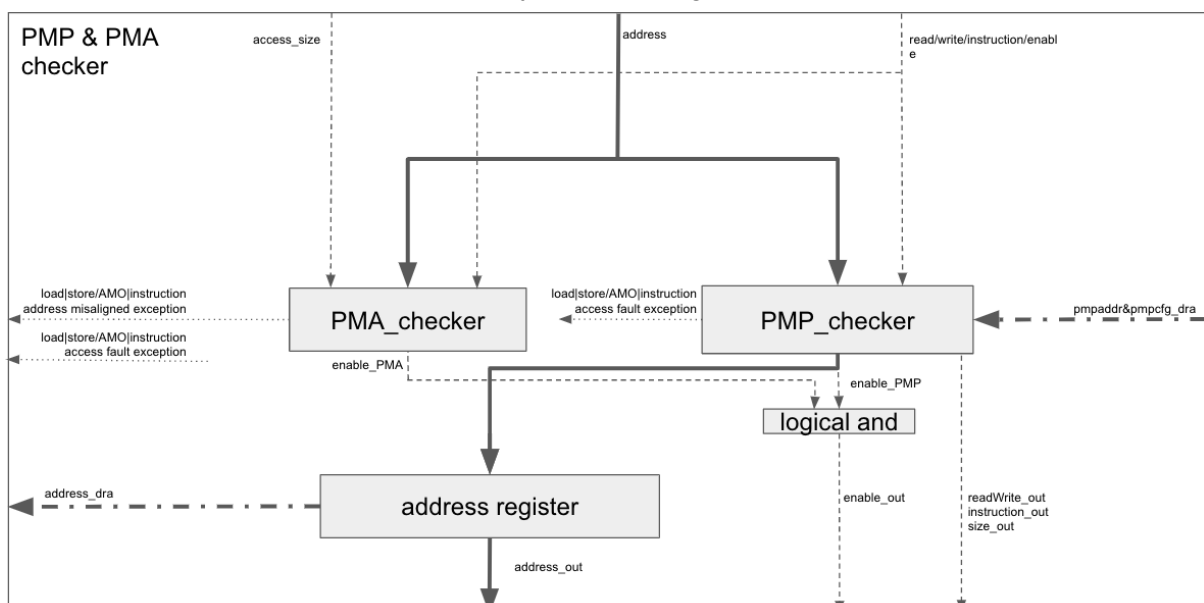 PMP & PMA
checker
access_size
address
read/write/instruction/enabl
e
load|store/AMO|instruction
address misaligned exception
load|store/AMO|instruction
access fault exception
PMA_checker
load|store/AMO|instruction
access fault exception
PMP_checker
pmpaddr&pmpcfg_dra
enable_PMA
enable_PMP
logical and
address_dra
address register
enable_out
readWrite_out
instruction_out
size_out
address_out